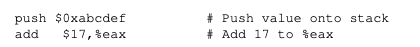 push $0xabcdef # Push value onto stack
add $17,%eax # Add 17 to %eax